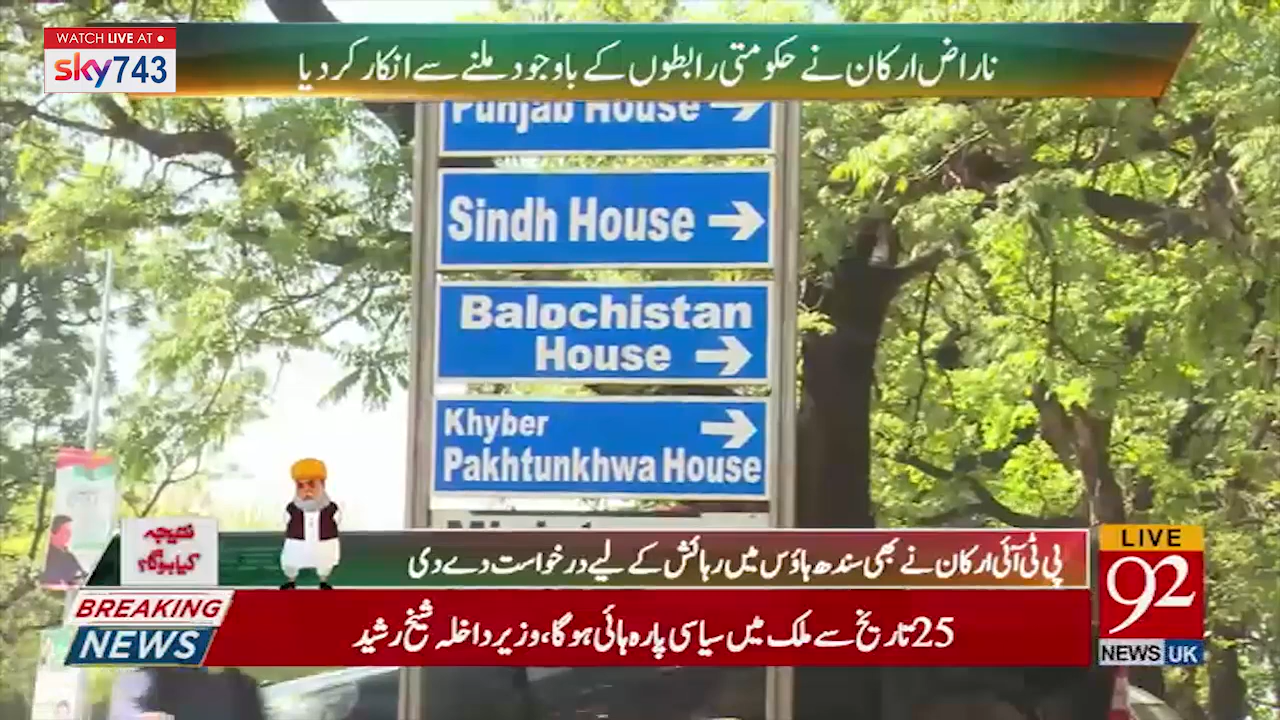 WATCH LIVE AT
sky743
ناراض ارکان نے حکومتی رابطوں کے باوجود ملنے سے انکار کر دیا
Punjab House
Sindh House
Balochistan
House
Khyber
Pakhtunkhwa House
نتیجہ
کیا ہوگا؟
پی ٹی آئی ارکان نے بھی سندھ ہاؤس میں رہائش کے لیے درخواست دے دی
BREAKING
NEWS
25 تاریخ سے ملک میں سیاسی پارہ ہائی ہوگا، وزیر داخلہ شیخ رشید
LIVE
92
NEWS UK